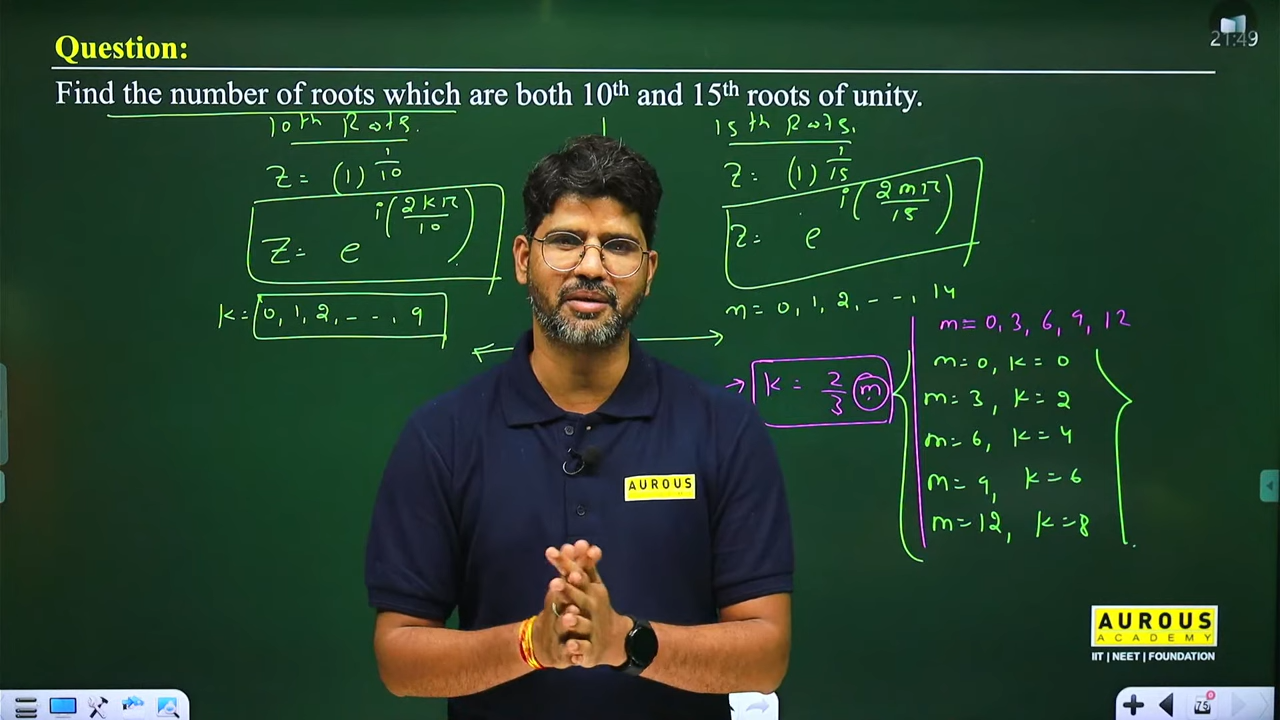 21:49
Question:
Find the number of roots which are both 10th and 15th roots of unity.
10th Roots.
Z = (1)^(1/10)
Z = e^(i(2kπ/10))
k = 0, 1, 2, - - , 9
15th Roots.
Z = (1)^(1/15)
Z = e^(i(2mπ/15))
m = 0, 1, 2, - - , 14
k = 2/3 m
m = 0, 3, 6, 9, 12
m = 0, k = 0
m = 3, k = 2
m = 6, k = 4
m = 9, k = 6
m = 12, k = 8
AUROUS
AUROUS
ACADEMY
IIT | NEET | FOUNDATION
75